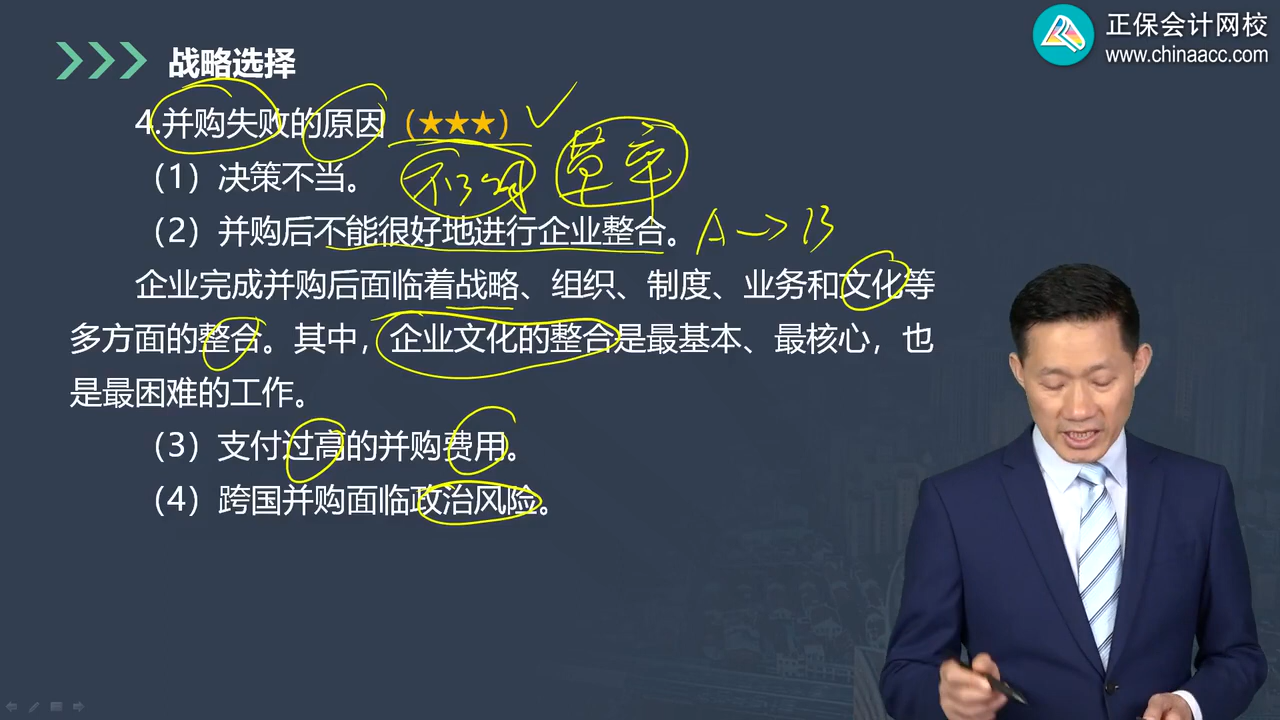 正保会计网校
www.chinaacc.com
战略选择
4.并购失败的原因（★★★）
（1）决策不当。
不了解 草率
（2）并购后不能很好地进行企业整合。 A→B
企业完成并购后面临着战略、组织、制度、业务和文化等
多方面的整合。其中，企业文化的整合是最基本、最核心，也
是最困难的工作。
（3）支付过高的并购费用。
（4）跨国并购面临政治风险。